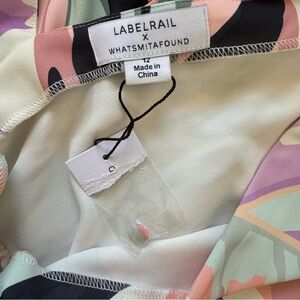 LABELRAIL
X
WHATSMITAFOUND
12
Made in
China